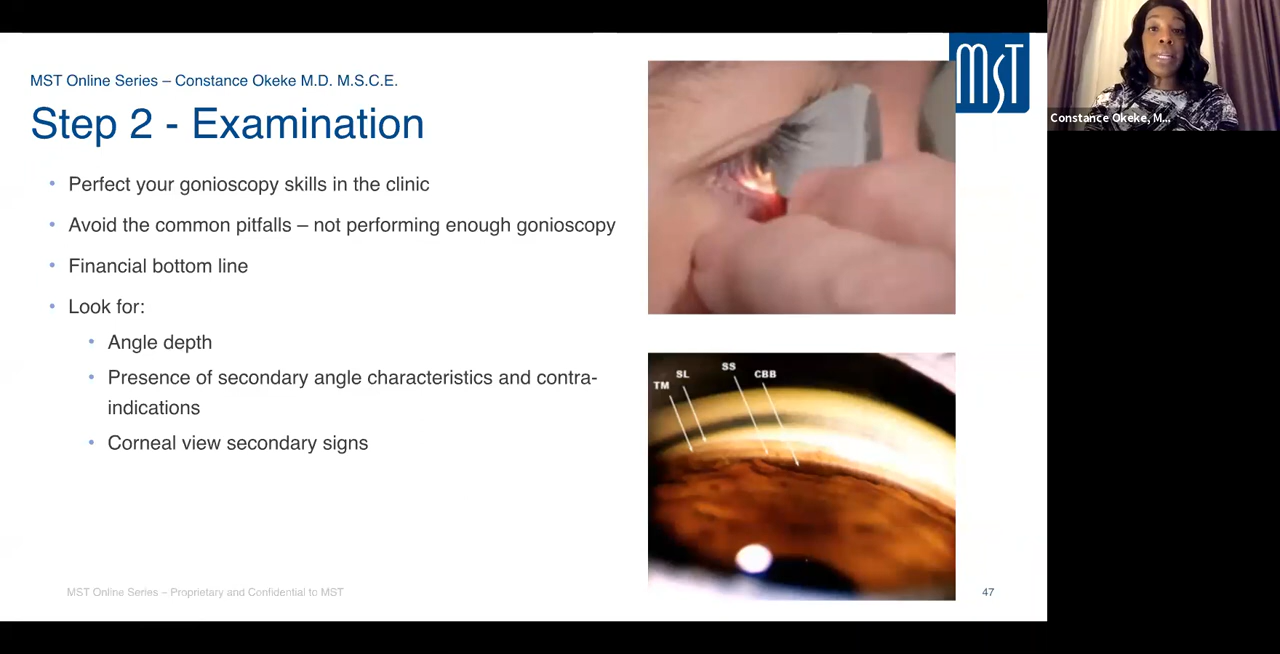 MST Online Series – Constance Okeke M.D. M.S.C.E.
Step 2 - Examination
• Perfect your gonioscopy skills in the clinic
• Avoid the common pitfalls – not performing enough gonioscopy
• Financial bottom line
• Look for:
• Angle depth
• Presence of secondary angle characteristics and contra-
indications
• Corneal view secondary signs
MST
TM
SL
SS
CBB
MST Online Series – Proprietary and Confidential to MST
47
Constance Okeke, M...